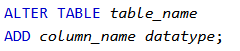 ALTER TABLE table_name
ADD column_name datatype;